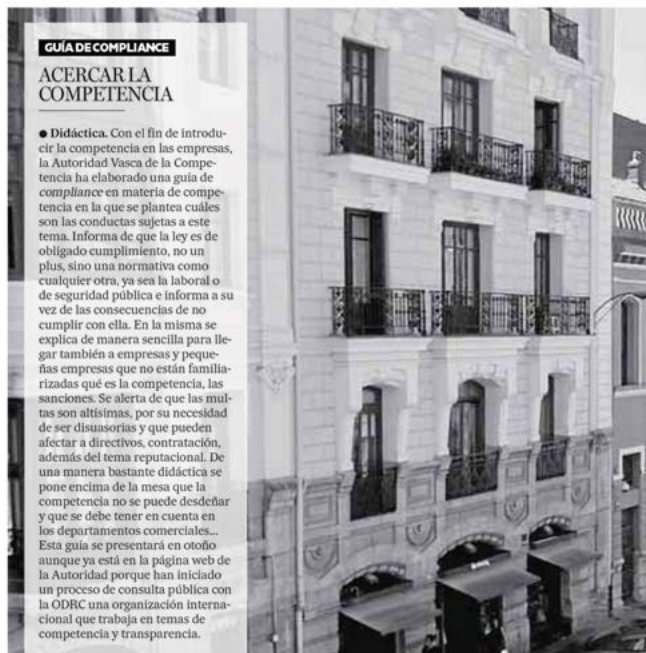 GUÍA DE COMPLIANCE
ACERCAR LA
COMPETENCIA
● Didáctica. Con el fin de introdu-
cir la competencia en las empresas,
la Autoridad Vasca de la Compe-
tencia ha elaborado una guía de
compliance en materia de compe-
tencia en la que se plantea cuáles
son las conductas sujetas a este
tema. Informa de que la ley es de
obligado cumplimiento, no un
plus, sino una normativa como
cualquier otra, ya sea la laboral o
de seguridad pública e informa a su
vez de las consecuencias de no
cumplir con ella. En la misma se
explica de manera sencilla para lle-
gar también a empresas y peque-
ñas empresas que no están familia-
rizadas qué es la competencia, las
sanciones. Se alerta de que las mul-
tas son altísimas, por su necesidad
de ser disuasorias y que pueden
afectar a directivos, contratación,
además del tema reputacional. De
una manera bastante didáctica se
pone encima de la mesa que la
competencia no se puede desdeñar
y que se debe tener en cuenta en
los departamentos comerciales...
Esta guía se presentará en otoño
aunque ya está en la página web de
la Autoridad porque han iniciado
un proceso de consulta pública con
la ODRC una organización interna-
cional que trabaja en temas de
competencia y transparencia.